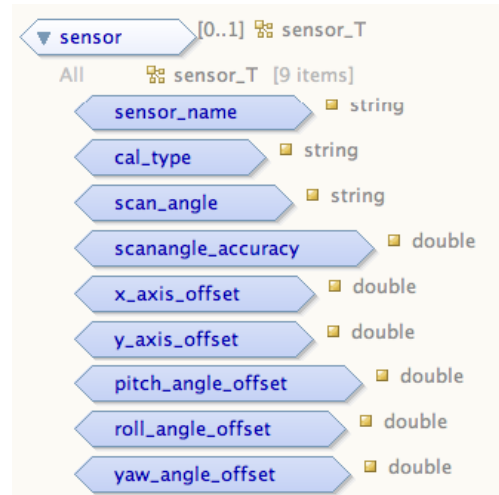 sensor [0..1] sensor_T
All sensor_T [9 items]
sensor_name string
cal_type string
scan_angle string
scanangle_accuracy double
x_axis_offset double
y_axis_offset double
pitch_angle_offset double
roll_angle_offset double
yaw_angle_offset double